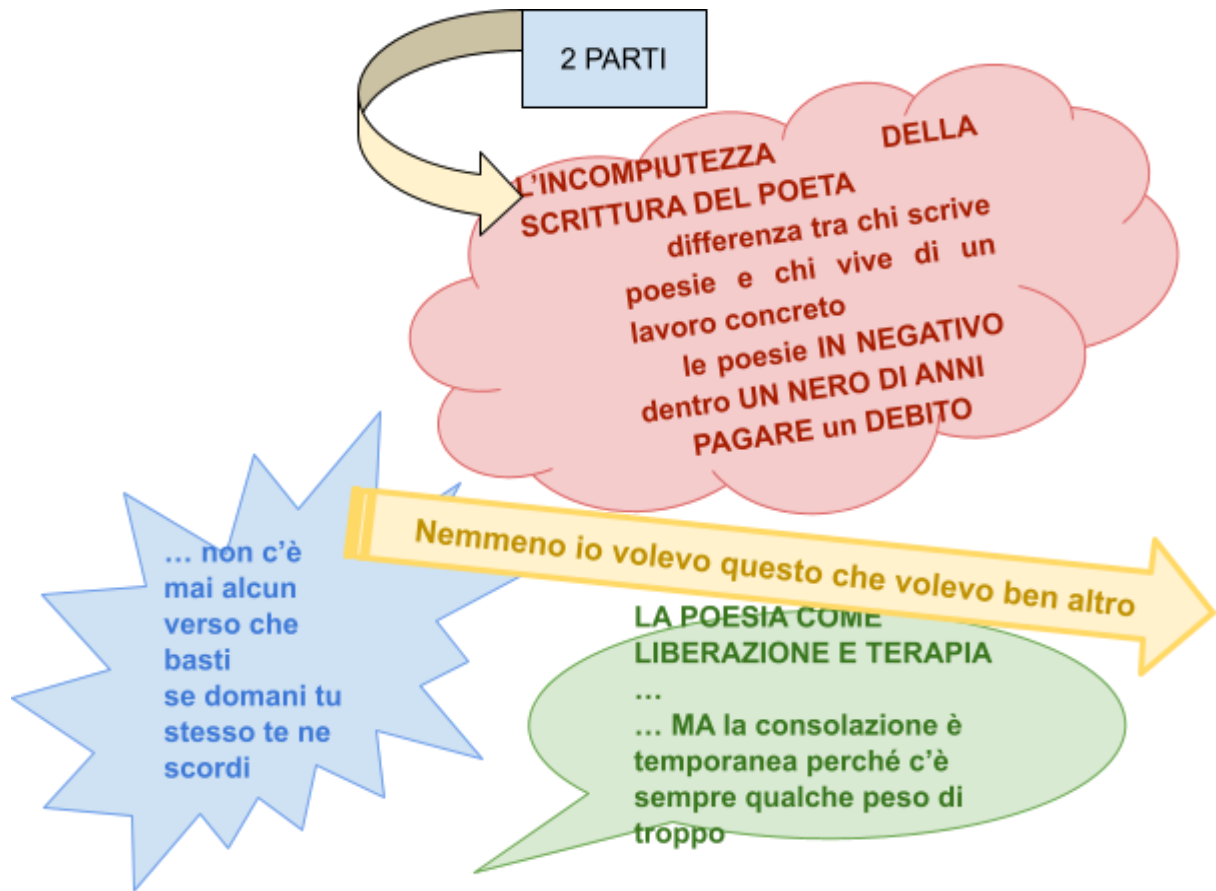 2 PARTI
L'INCOMPIUTEZZA DELLA
SCRITTURA DEL POETA
differenza tra chi scrive
poesie e chi vive di un
lavoro concreto
le poesie IN NEGATIVO
dentro UN NERO DI ANNI
PAGARE un DEBITO
Nemmeno io volevo questo che volevo ben altro
… non c'è
mai alcun
verso che
basti
se domani tu
stesso te ne
scordi
LA POESIA COME
LIBERAZIONE E TERAPIA
…
… MA la consolazione è
temporanea perché c'è
sempre qualche peso di
troppo